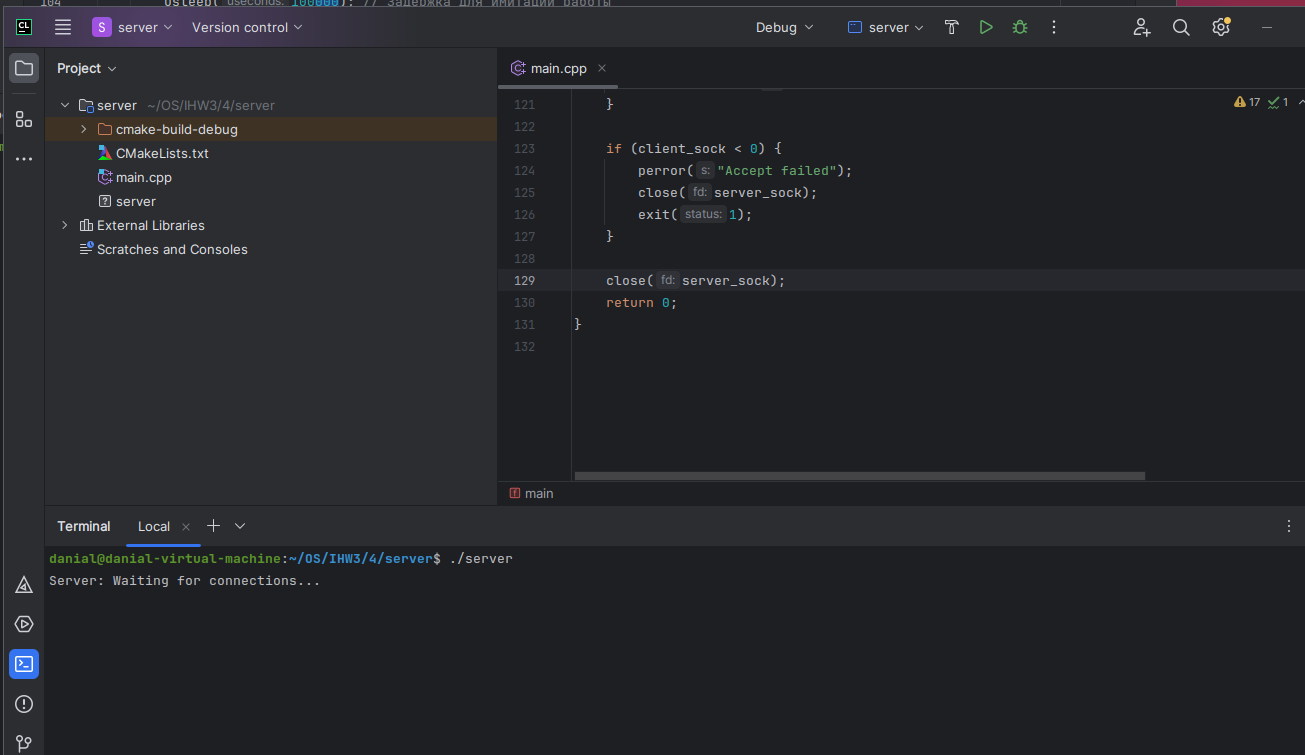 104 usleep( useconds: 100000); // Задержка для имитации работы
CL S server Version control Debug server
Project
server ~/OS/IHW3/4/server
cmake-build-debug
CMakeLists.txt
main.cpp
server
External Libraries
Scratches and Consoles
main.cpp
17 1
121 }
122
123 if (client_sock < 0) {
124 perror( s: "Accept failed");
125 close( fd: server_sock);
126 exit( status: 1);
127 }
128
129 close( fd: server_sock);
130 return 0;
131 }
132
f main
Terminal Local
danial@danial-virtual-machine:~/OS/IHW3/4/server$ ./server
Server: Waiting for connections...